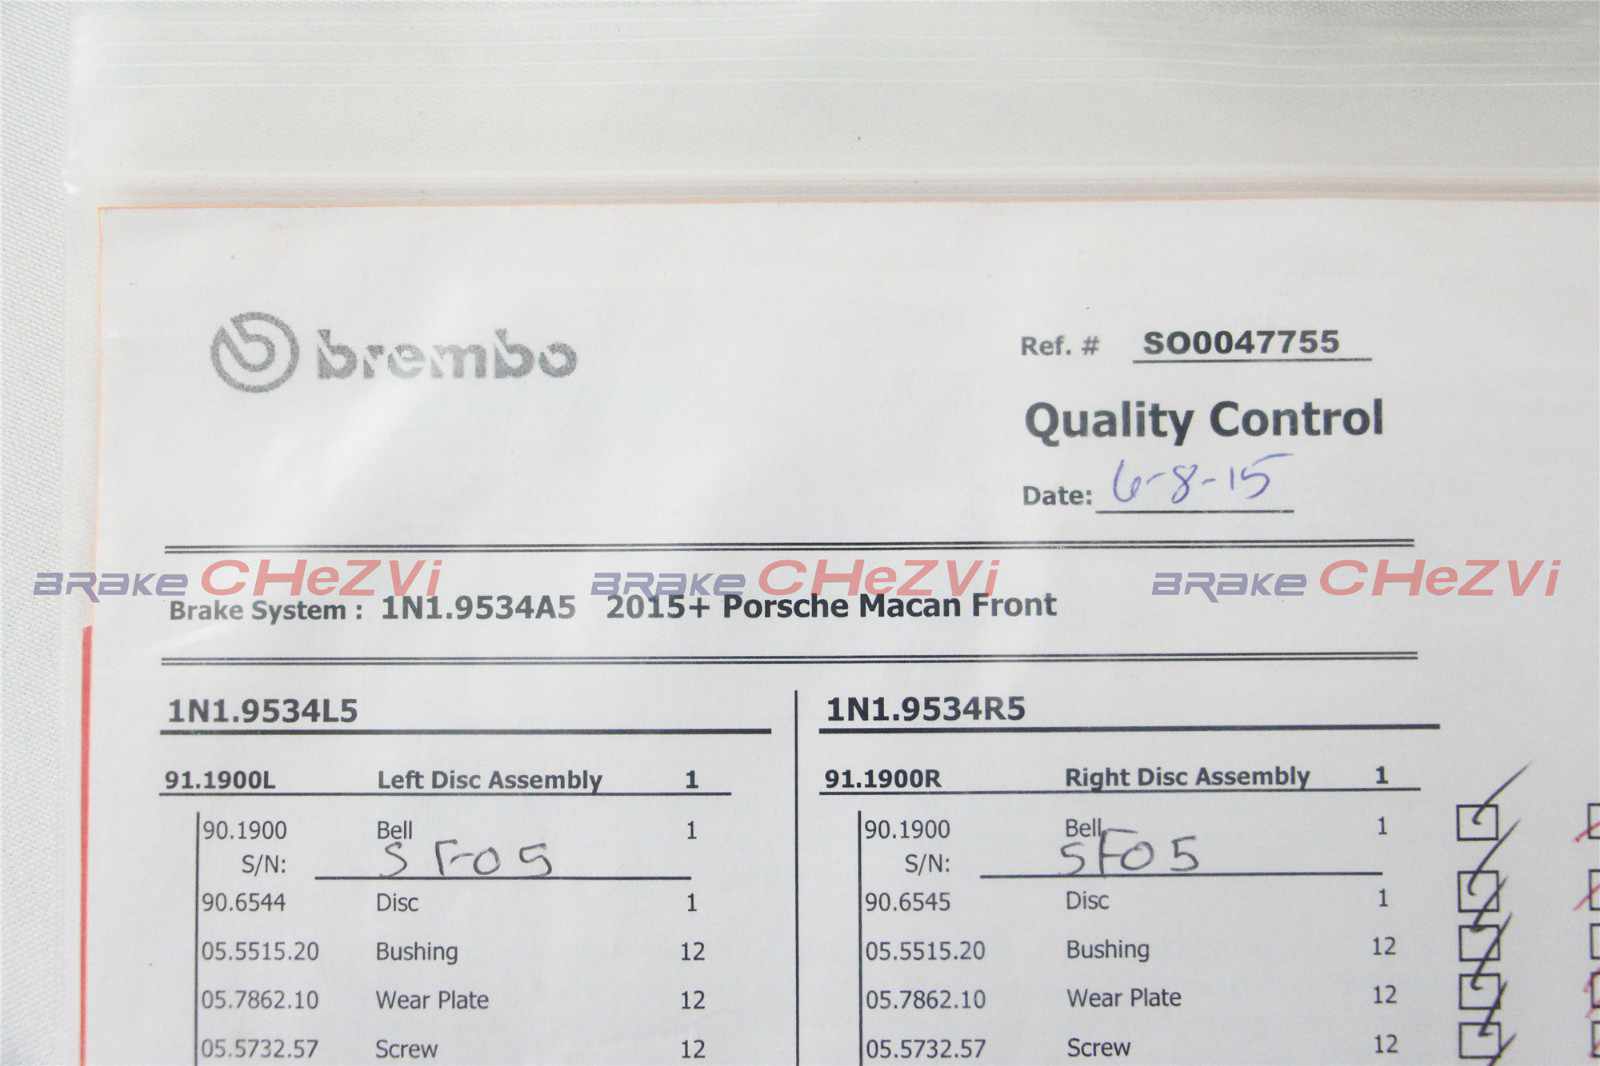 brembo
Ref. # SO0047755
Quality Control
Date: 6-8-15
BRAKE CHeZVi BRAKE CHeZVi BRAKE CHeZVi
Brake System : 1N1.9534A5 2015+ Porsche Macan Front
1N1.9534L5
91.1900L Left Disc Assembly 1
90.1900 Bell 1
S/N: SF05
90.6544 Disc 1
05.5515.20 Bushing 12
05.7862.10 Wear Plate 12
05.5732.57 Screw 12
1N1.9534R5
91.1900R Right Disc Assembly 1
90.1900 Bell 1
S/N: SF05
90.6545 Disc 1
05.5515.20 Bushing 12
05.7862.10 Wear Plate 12
05.5732.57 Screw 12